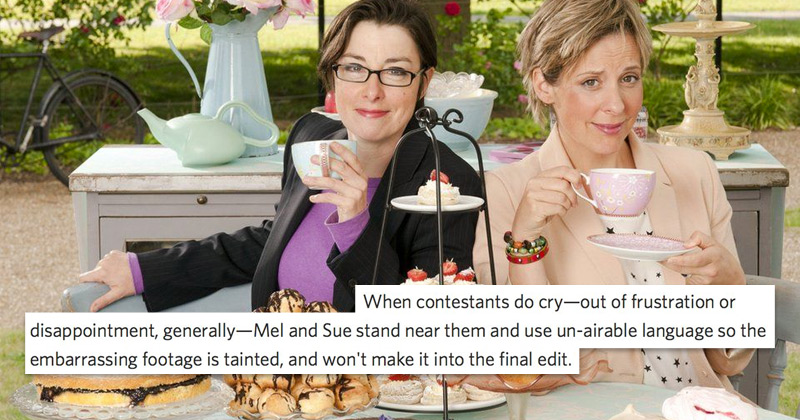 When contestants do cry—out of frustration or
disappointment, generally—Mel and Sue stand near them and use un-airable language so the
embarrassing footage is tainted, and won't make it into the final edit.